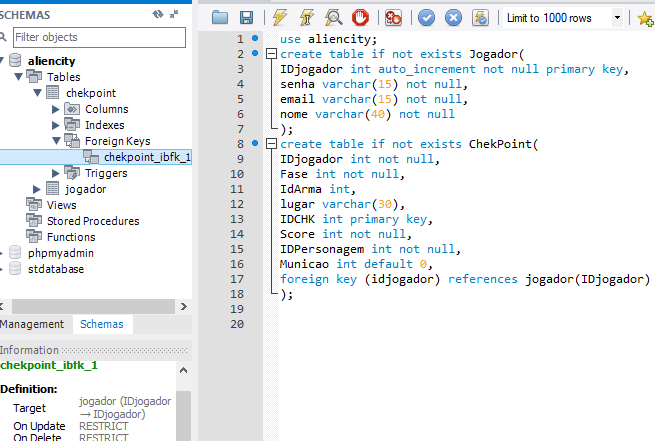 SCHEMAS
Filter objects
aliencity
Tables
chekpoint
Columns
Indexes
Foreign Keys
chekpoint_ibfk_1
Triggers
jogador
Views
Stored Procedures
Functions
phpmyadmin
stdatabase
Management Schemas
Information
chekpoint_ibfk_1
Definition:
Target jogador (IDjogador
→ IDjogador)
On Update RESTRICT
On Delete RESTRICT
Limit to 1000 rows
1 use aliencity;
2 create table if not exists Jogador(
3 IDjogador int auto_increment not null primary key,
4 senha varchar(15) not null,
5 email varchar(15) not null,
6 nome varchar(40) not null
7 );
8 create table if not exists ChekPoint(
9 IDjogador int not null,
10 Fase int not null,
11 IdArma int,
12 lugar varchar(30),
13 IDCHK int primary key,
14 Score int not null,
15 IDPersonagem int not null,
16 Municao int default 0,
17 foreign key (idjogador) references jogador(IDjogador)
18 );
19
20